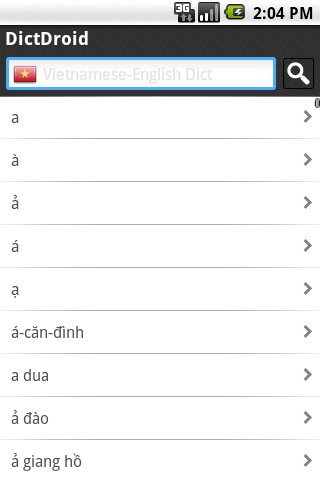 3G
2:04 PM
DictDroid
Vietnamese-English Dict
a
à
ả
á
ạ
á-căn-đình
a dua
ả đào
ả giang hồ